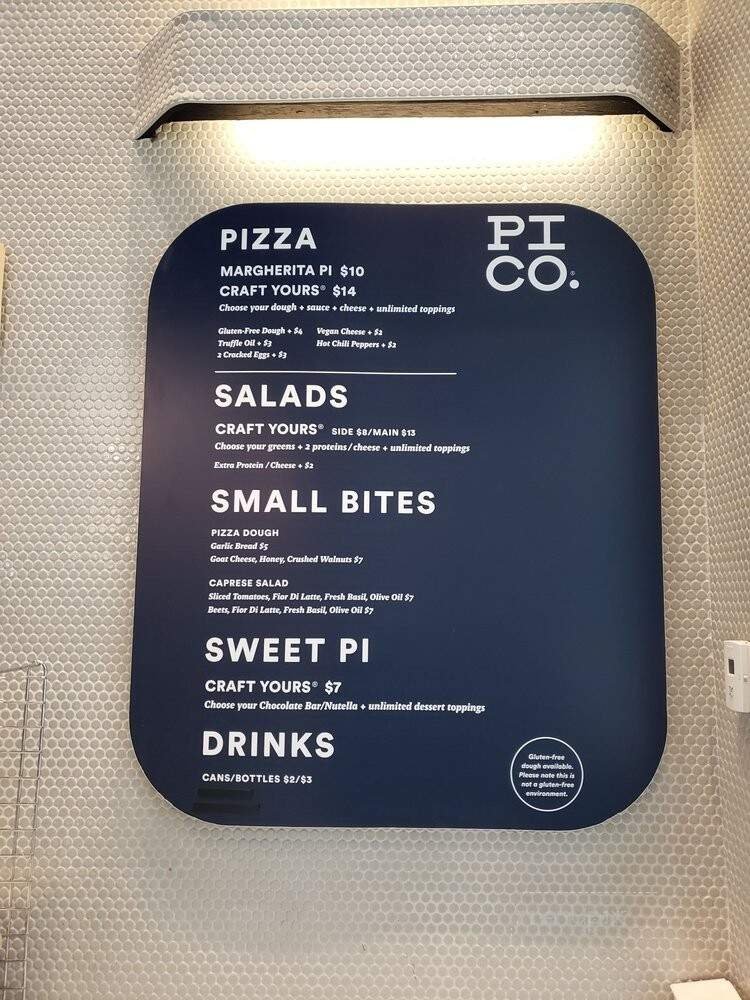 PIZZA
PI
CO.®
MARGHERITA PI $10
CRAFT YOURS® $14
Choose your dough + sauce + cheese + unlimited toppings
Gluten-Free Dough + $4 Vegan Cheese + $2
Truffle Oil + $3 Hot Chili Peppers + $2
2 Cracked Eggs + $3
SALADS
CRAFT YOURS® SIDE $8/MAIN $13
Choose your greens + 2 proteins/cheese + unlimited toppings
Extra Protein / Cheese + $2
SMALL BITES
PIZZA DOUGH
Garlic Bread $5
Goat Cheese, Honey, Crushed Walnuts $7
CAPRESE SALAD
Sliced Tomatoes, Fior Di Latte, Fresh Basil, Olive Oil $7
Beets, Fior Di Latte, Fresh Basil, Olive Oil $7
SWEET PI
CRAFT YOURS® $7
Choose your Chocolate Bar/Nutella + unlimited dessert toppings
DRINKS
CANS/BOTTLES $2/$3
Gluten-free
dough available.
Please note this is
not a gluten-free
environment.